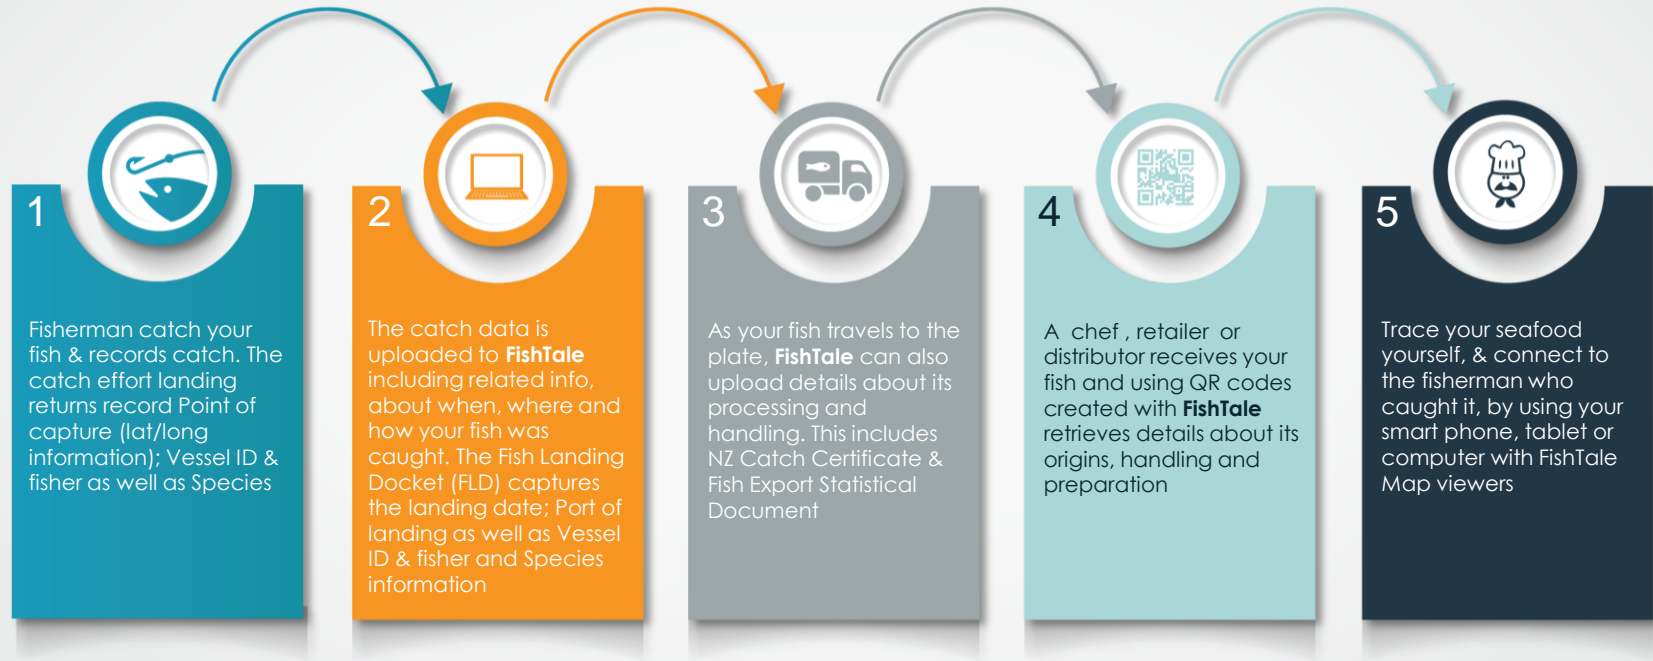 1
Fisherman catch your
fish & records catch. The
catch effort landing
returns record Point of
capture (lat/long
information); Vessel ID &
fisher as well as Species
2
The catch data is
uploaded to FishTale
including related info,
about when, where and
how your fish was
caught. The Fish Landing
Docket (FLD) captures
the landing date; Port of
landing as well as Vessel
ID & fisher and Species
information
3
As your fish travels to the
plate, FishTale can also
upload details about its
processing and
handling. This includes
NZ Catch Certificate &
Fish Export Statistical
Document
4
A chef , retailer or
distributor receives your
fish and using QR codes
created with FishTale
retrieves details about its
origins, handling and
preparation
5
Trace your seafood
yourself, & connect to
the fisherman who
caught it, by using your
smart phone, tablet or
computer with FishTale
Map viewers